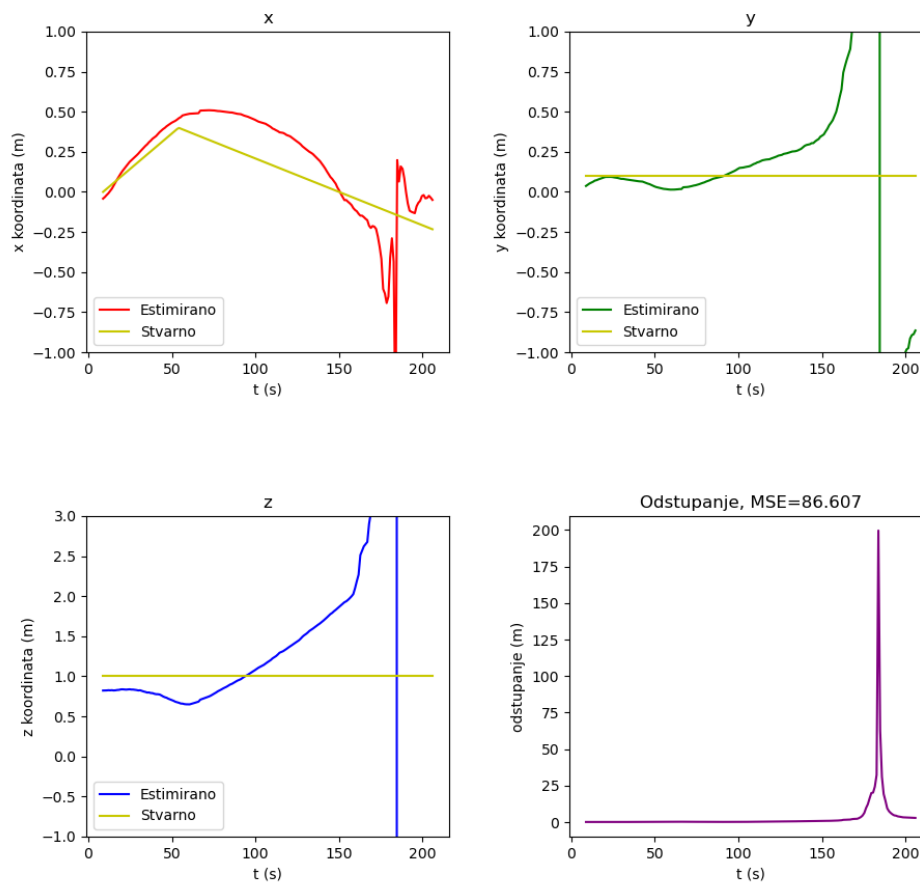 x
1.00
0.75
0.50
0.25
0.00
−0.25
−0.50
−0.75
−1.00
x koordinata (m)
Estimirano
Stvarno
0 50 100 150 200
t (s)
y
1.00
0.75
0.50
0.25
0.00
−0.25
−0.50
−0.75
−1.00
y koordinata (m)
Estimirano
Stvarno
0 50 100 150 200
t (s)
z
3.0
2.5
2.0
1.5
1.0
0.5
0.0
−0.5
−1.0
z koordinata (m)
Estimirano
Stvarno
0 50 100 150 200
t (s)
Odstupanje, MSE=86.607
200
175
150
125
100
75
50
25
0
odstupanje (m)
0 50 100 150 200
t (s)